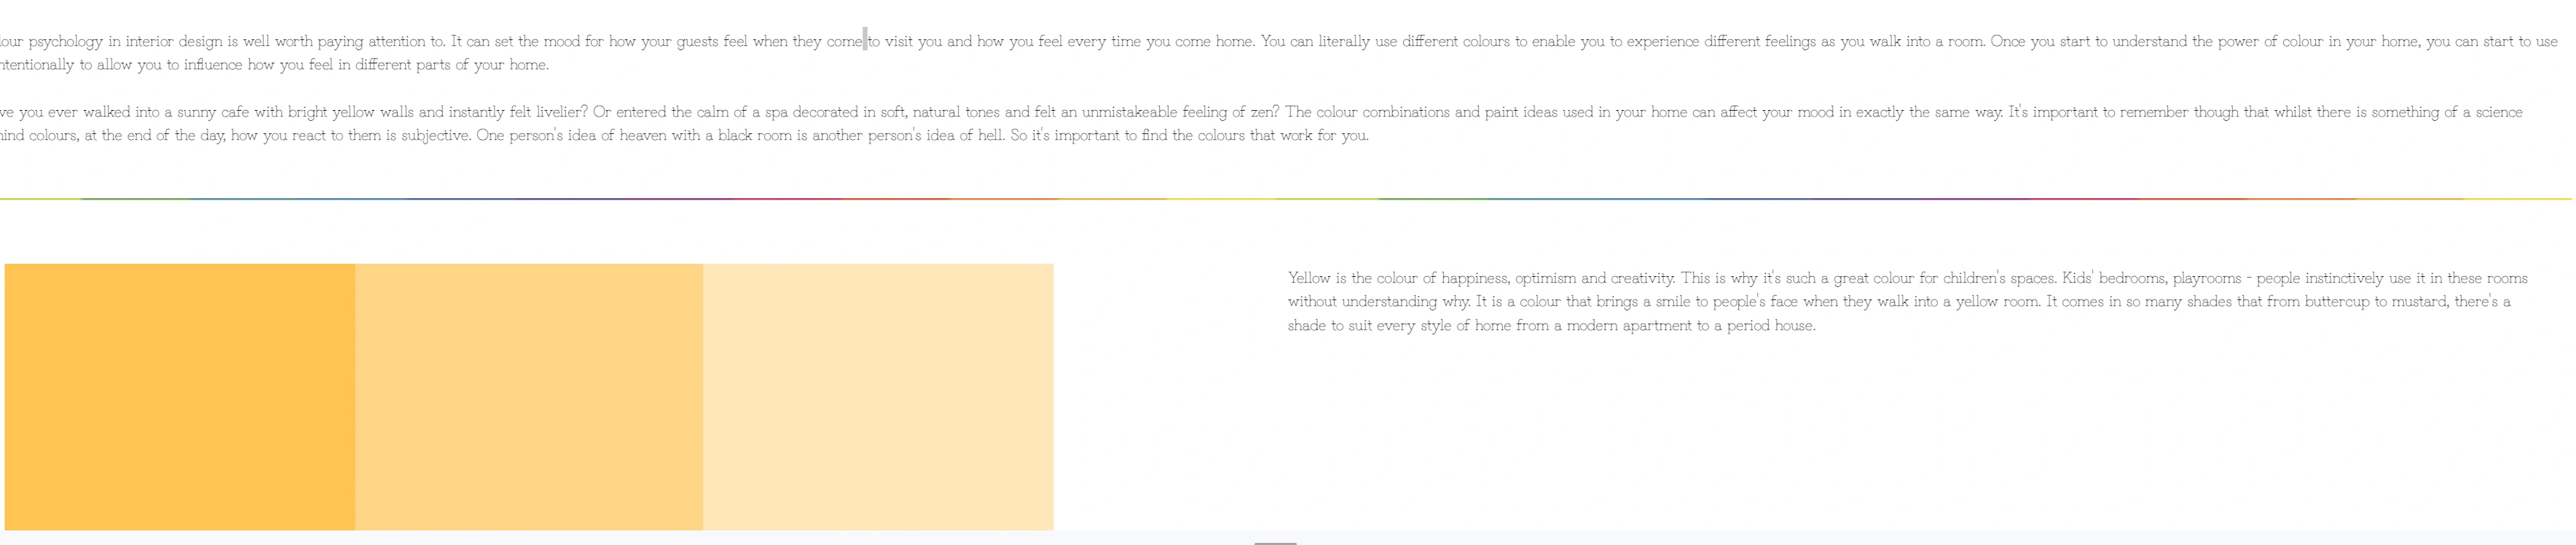 lour psychology in interior design is well worth paying attention to. It can set the mood for how your guests feel when they come to visit you and how you feel every time you come home. You can literally use different colours to enable you to experience different feelings as you walk into a room. Once you start to understand the power of colour in your home, you can start to use
ntentionally to allow you to influence how you feel in different parts of your home.
ve you ever walked into a sunny cafe with bright yellow walls and instantly felt livelier? Or entered the calm of a spa decorated in soft, natural tones and felt an unmistakeable feeling of zen? The colour combinations and paint ideas used in your home can affect your mood in exactly the same way. It's important to remember though that whilst there is something of a science
hind colours, at the end of the day, how you react to them is subjective. One person's idea of heaven with a black room is another person's idea of hell. So it's important to find the colours that work for you.
Yellow is the colour of happiness, optimism and creativity. This is why it's such a great colour for children's spaces. Kids' bedrooms, playrooms - people instinctively use it in these rooms
without understanding why. It is a colour that brings a smile to people's face when they walk into a yellow room. It comes in so many shades that from buttercup to mustard, there's a
shade to suit every style of home from a modern apartment to a period house.